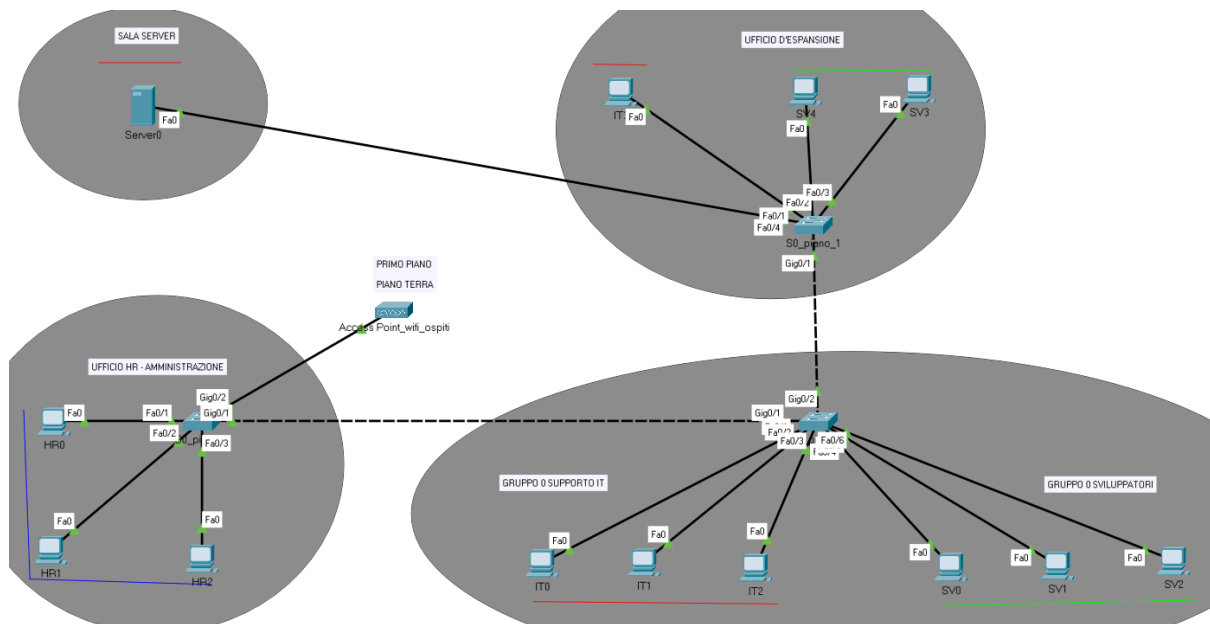 SALA SERVER
Fa0
Server0
UFFICIO D'ESPANSIONE
Fa0
SV4
Fa0
Fa0
SV3
Fa0/3
Fa0/2
Fa0/1
Fa0/4
S0_piano_1
Gig0/1
PRIMO PIANO
PIANO TERRA
Access Point_wifi_ospiti
UFFICIO HR - AMMINISTRAZIONE
Gig0/2
Gig0/1
Fa0
Fa0/1
Fa0/2
Fa0/3
HR0
Fa0
HR1
Fa0
HR2
Gig0/2
Gig0/1
Fa0/3
Fa0/6
Fa0/4
GRUPPO 0 SUPPORTO IT
GRUPPO 0 SVILUPPATORI
Fa0
IT0
Fa0
IT1
Fa0
IT2
Fa0
SV0
Fa0
SV1
Fa0
SV2